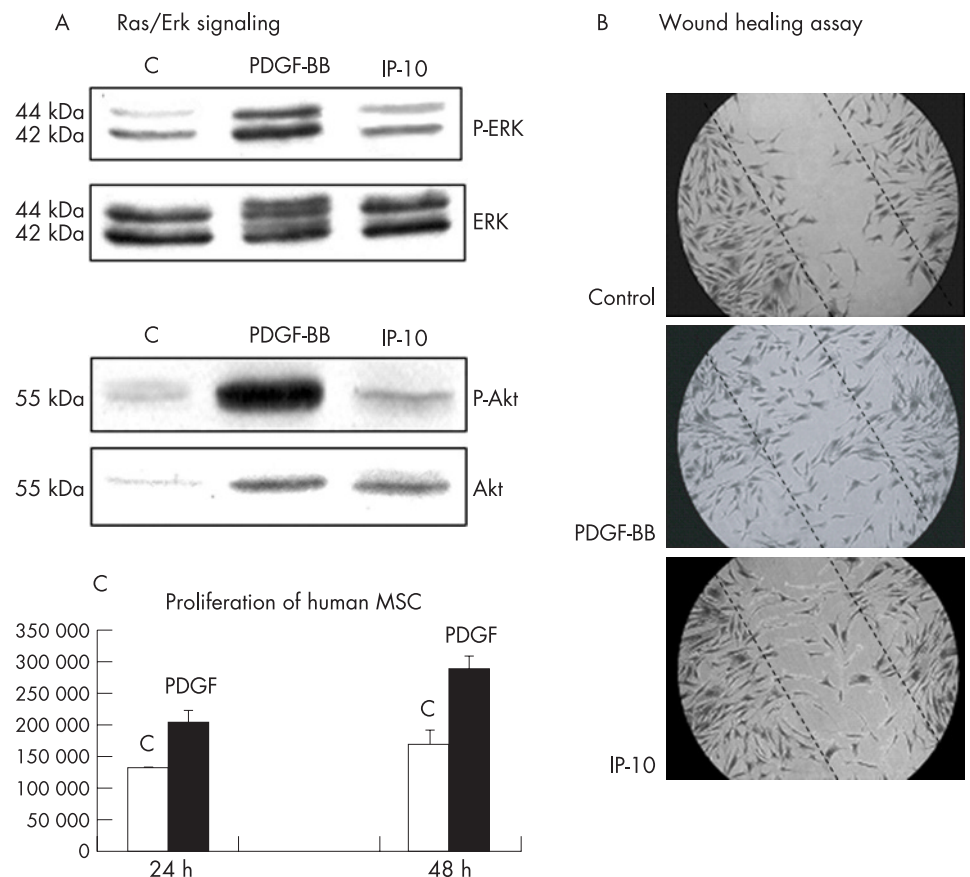 A Ras/Erk signaling
C PDGF-BB IP-10
44 kDa
42 kDa
P-ERK
44 kDa
42 kDa
ERK
C PDGF-BB IP-10
55 kDa
P-Akt
55 kDa
Akt
B Wound healing assay
Control
PDGF-BB
IP-10
C
Proliferation of human MSC
350 000
300 000
250 000
200 000
150 000
100 000
50 000
0
C
PDGF
C
PDGF
24 h
48 h